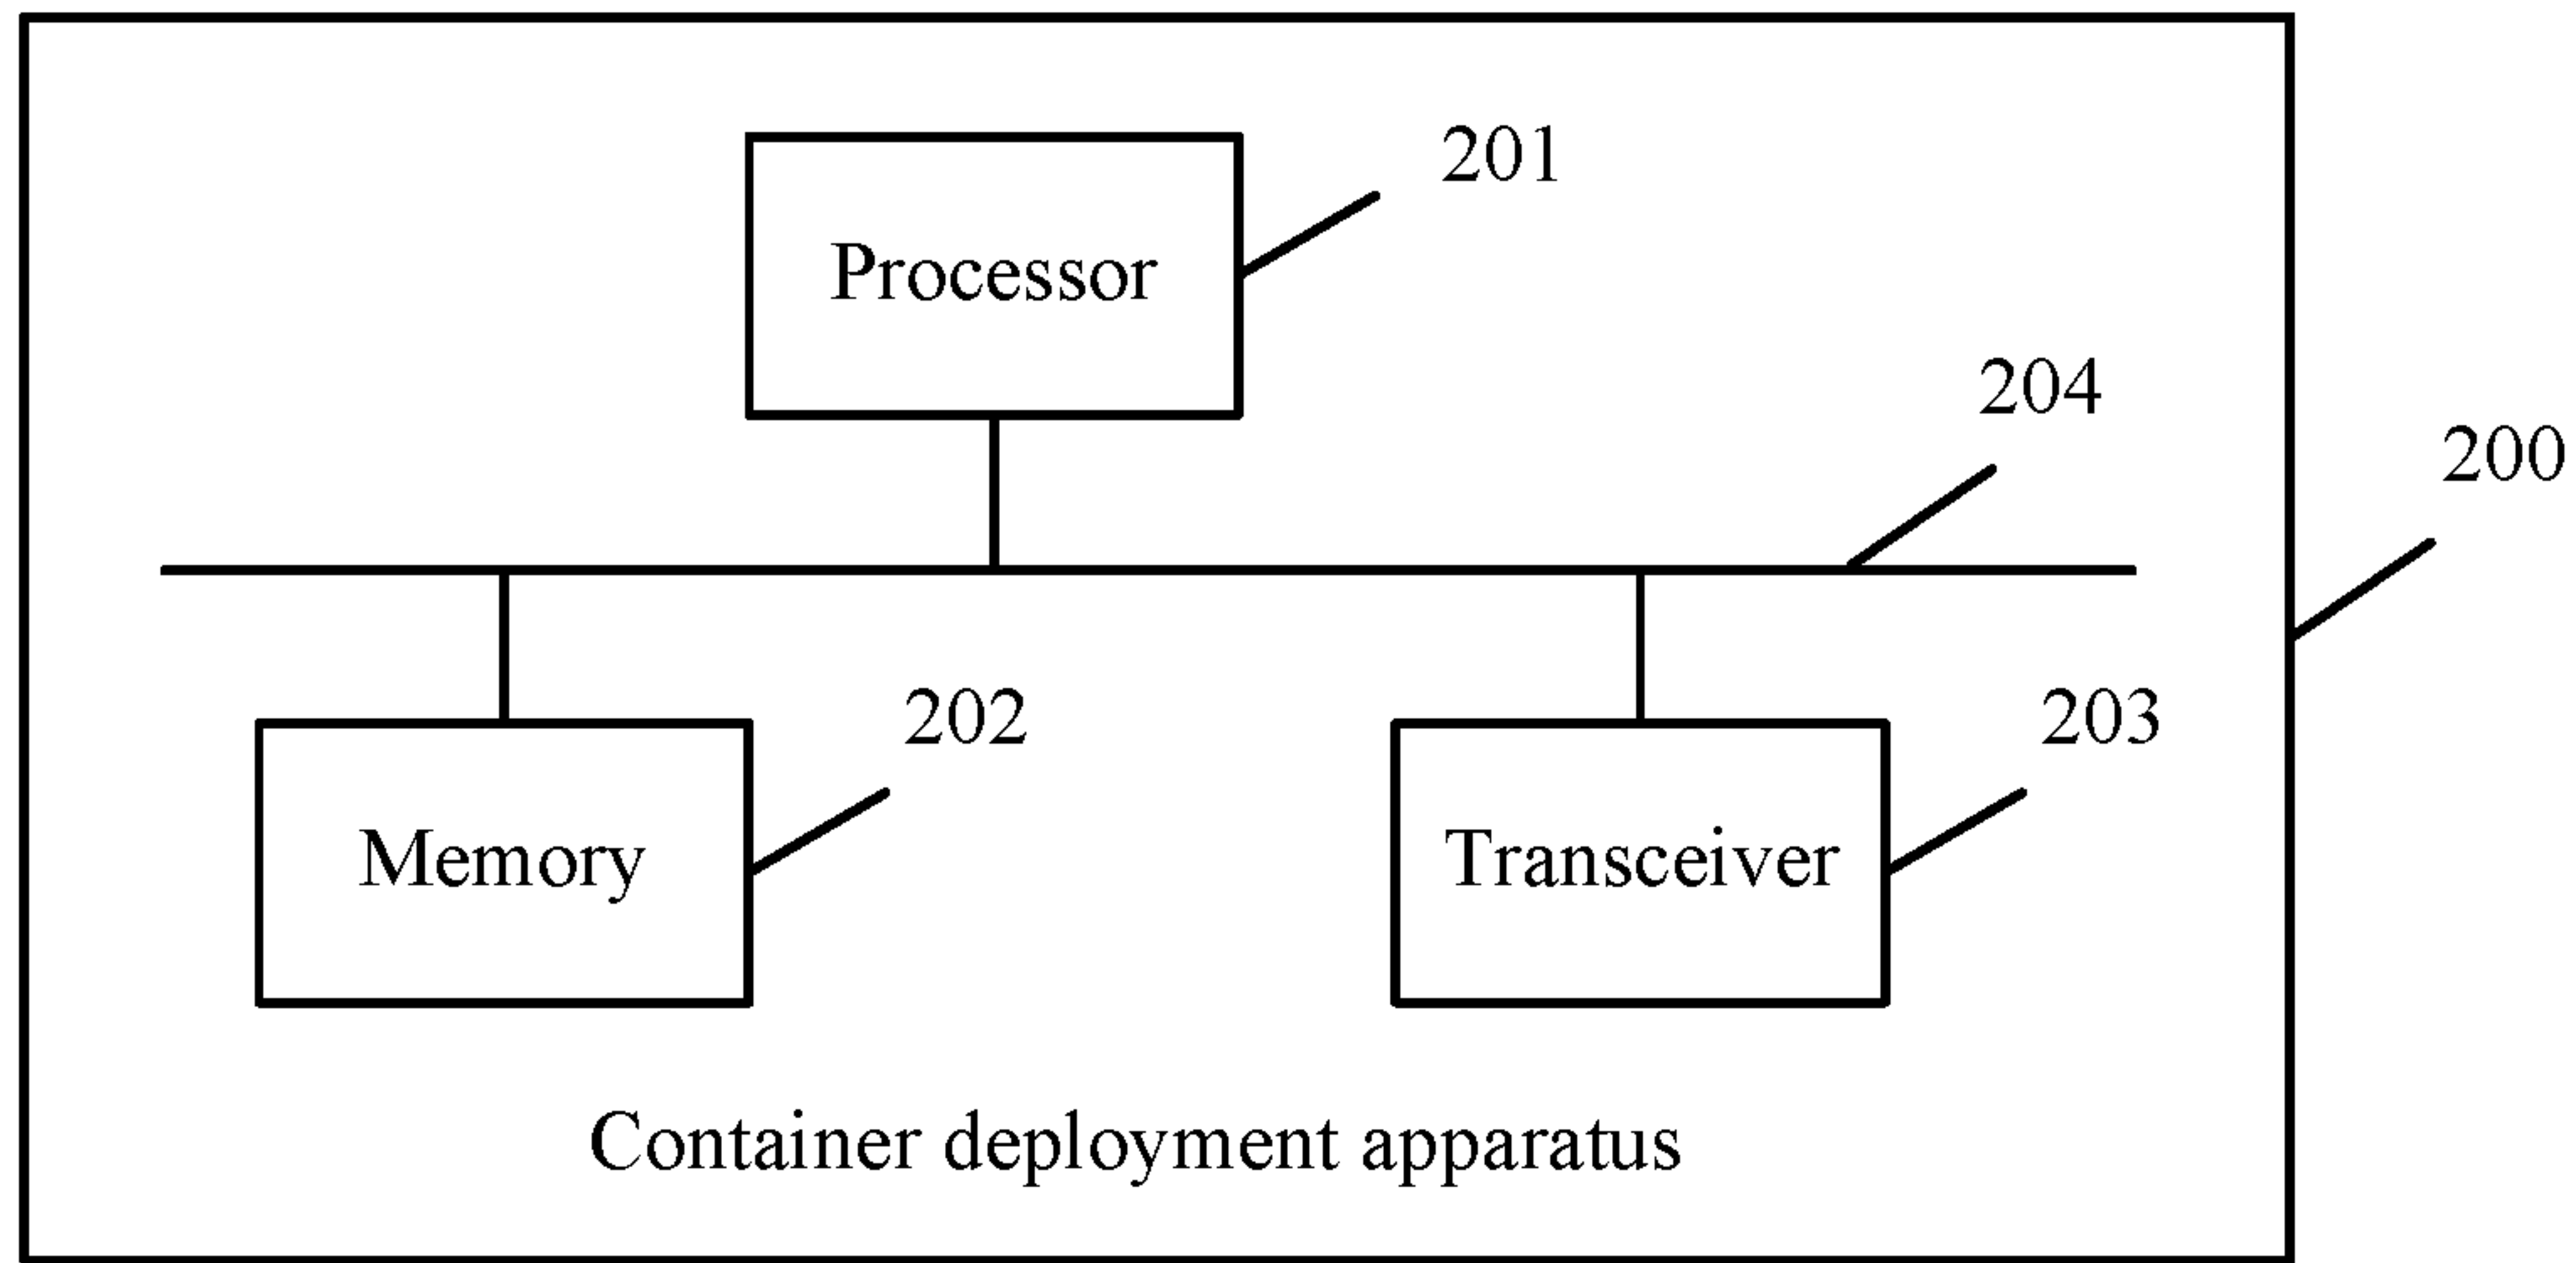 201
Processor
204
200
202
203
Memory
Transceiver
Container deployment apparatus